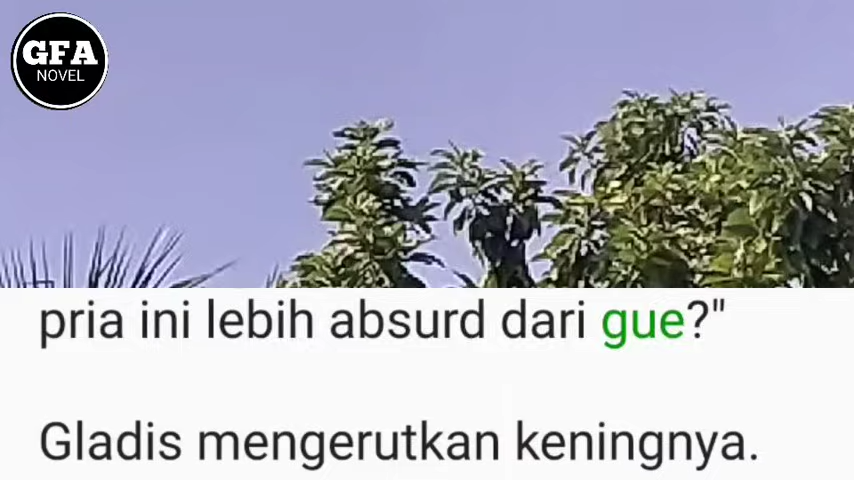 GFA
NOVEL
pria ini lebih absurd dari gue?"
Gladis mengerutkan keningnya.